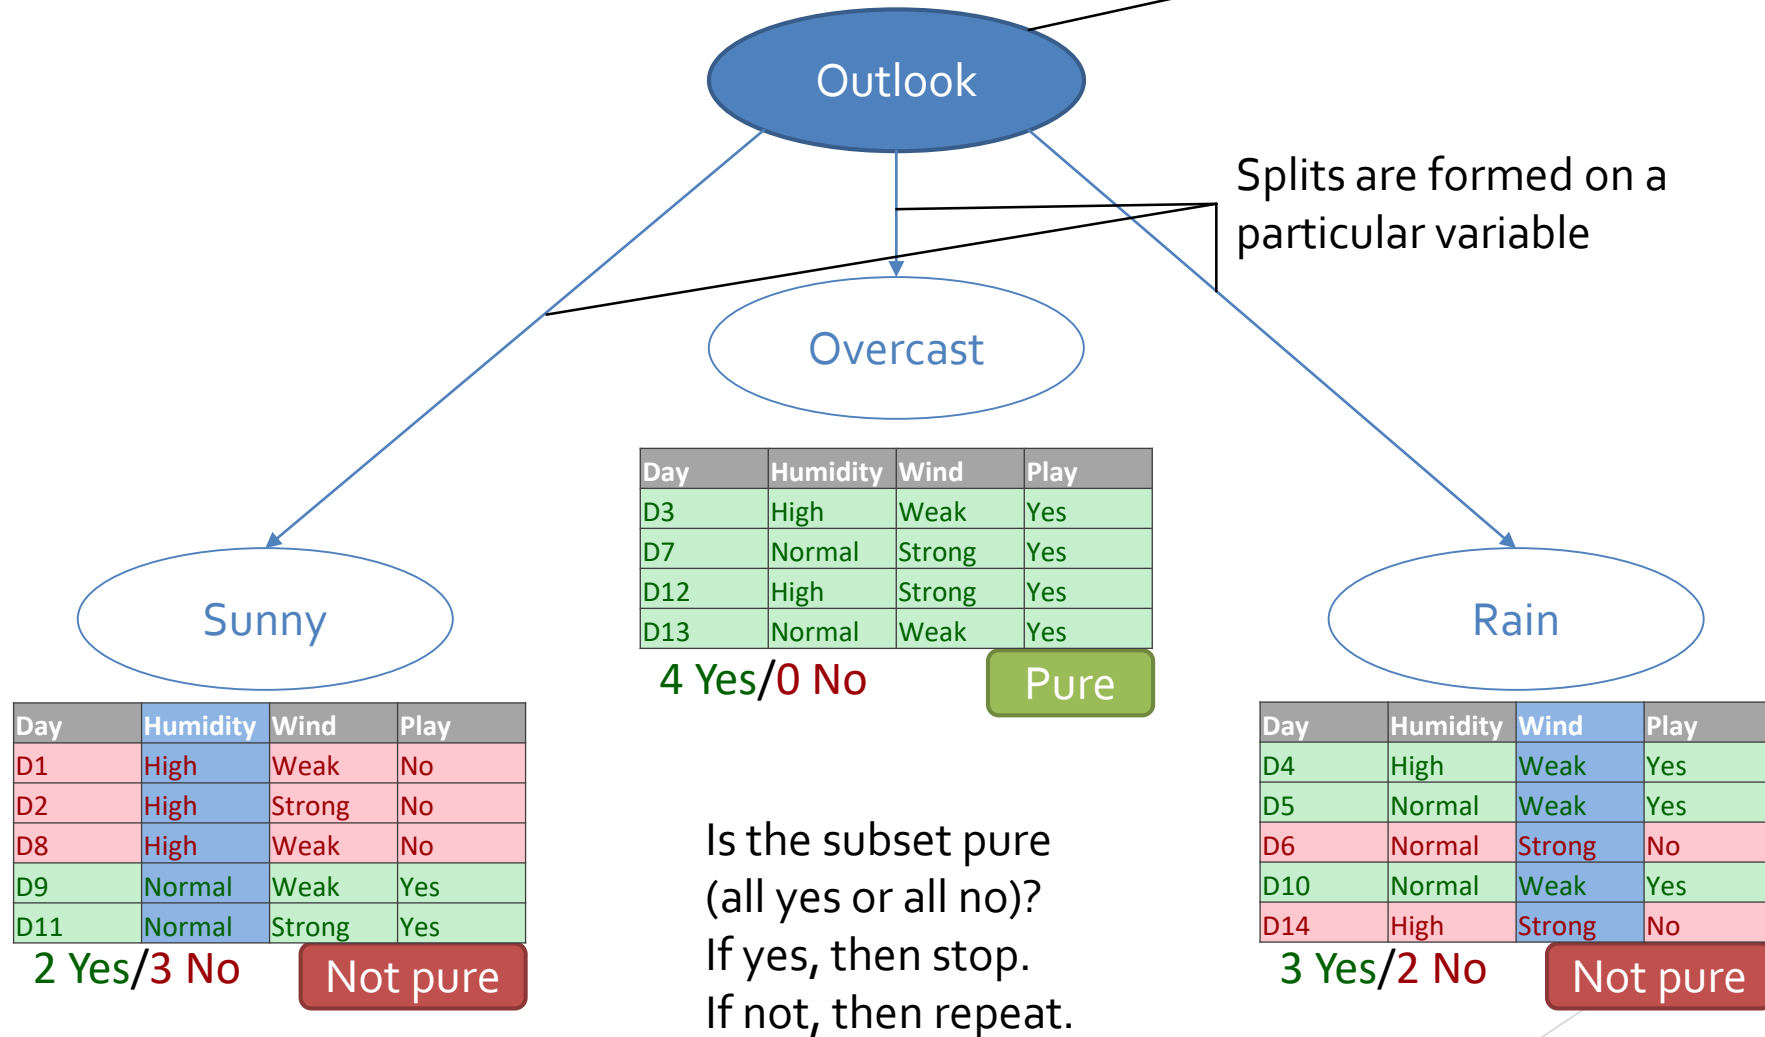 Outlook
Splits are formed on a
particular variable
Overcast
Day Humidity Wind Play
D3 High Weak Yes
D7 Normal Strong Yes
D12 High Strong Yes
D13 Normal Weak Yes
4 Yes/0 No Pure
Sunny
Day Humidity Wind Play
D1 High Weak No
D2 High Strong No
D8 High Weak No
D9 Normal Weak Yes
D11 Normal Strong Yes
2 Yes/3 No Not pure
Is the subset pure
(all yes or all no)?
If yes, then stop.
If not, then repeat.
Rain
Day Humidity Wind Play
D4 High Weak Yes
D5 Normal Weak Yes
D6 Normal Strong No
D10 Normal Weak Yes
D14 High Strong No
3 Yes/2 No Not pure